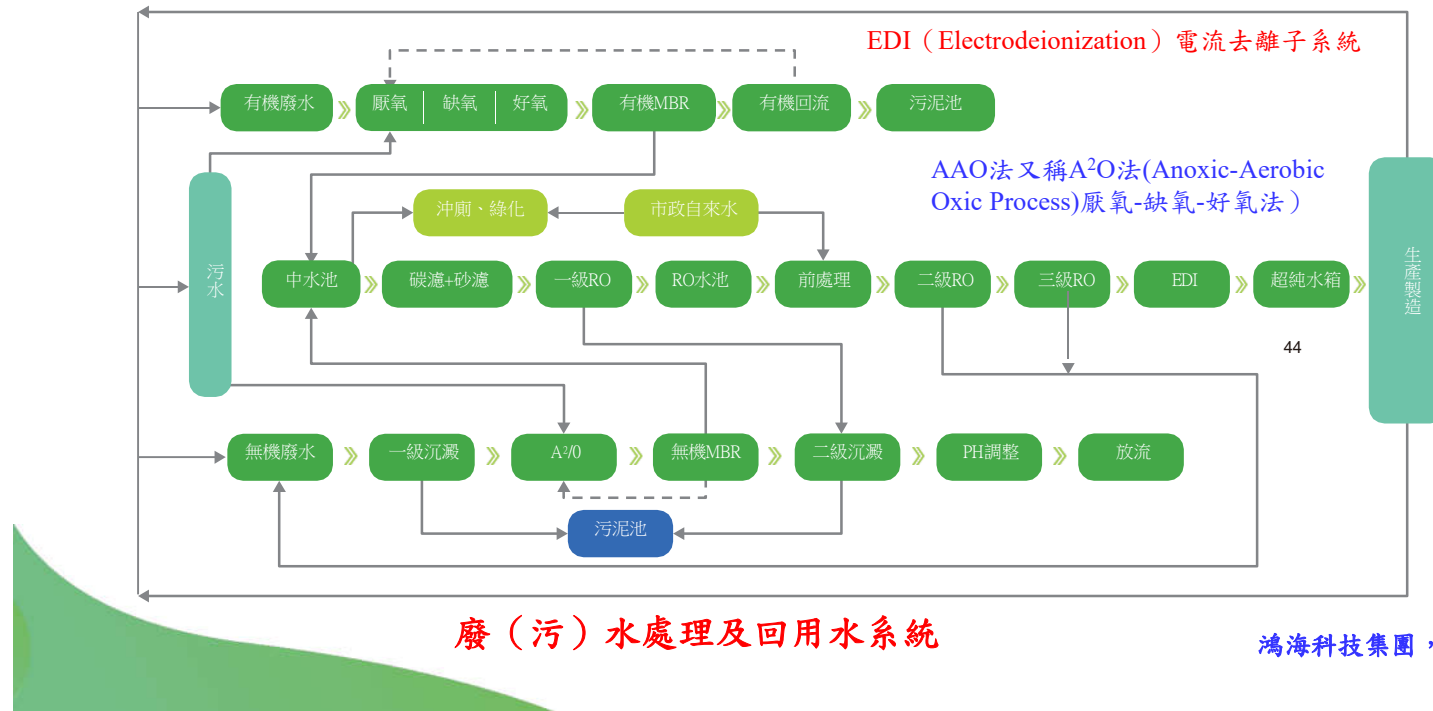 EDI（Electrodeionization）電流去離子系統
有機廢水
厭氧
缺氧
好氧
有機MBR
有機回流
污泥池
AAO法又稱A²O法(Anoxic-Aerobic
Oxic Process)厭氧-缺氧-好氧法）
沖廁、綠化
市政自來水
污水
生產製造
中水池
碳濾+砂濾
一級RO
RO水池
前處理
二級RO
三級RO
EDI
超純水箱
44
無機廢水
一級沉澱
A²/0
無機MBR
二級沉澱
PH調整
放流
污泥池
廢（污）水處理及回用水系統
鴻海科技集團，